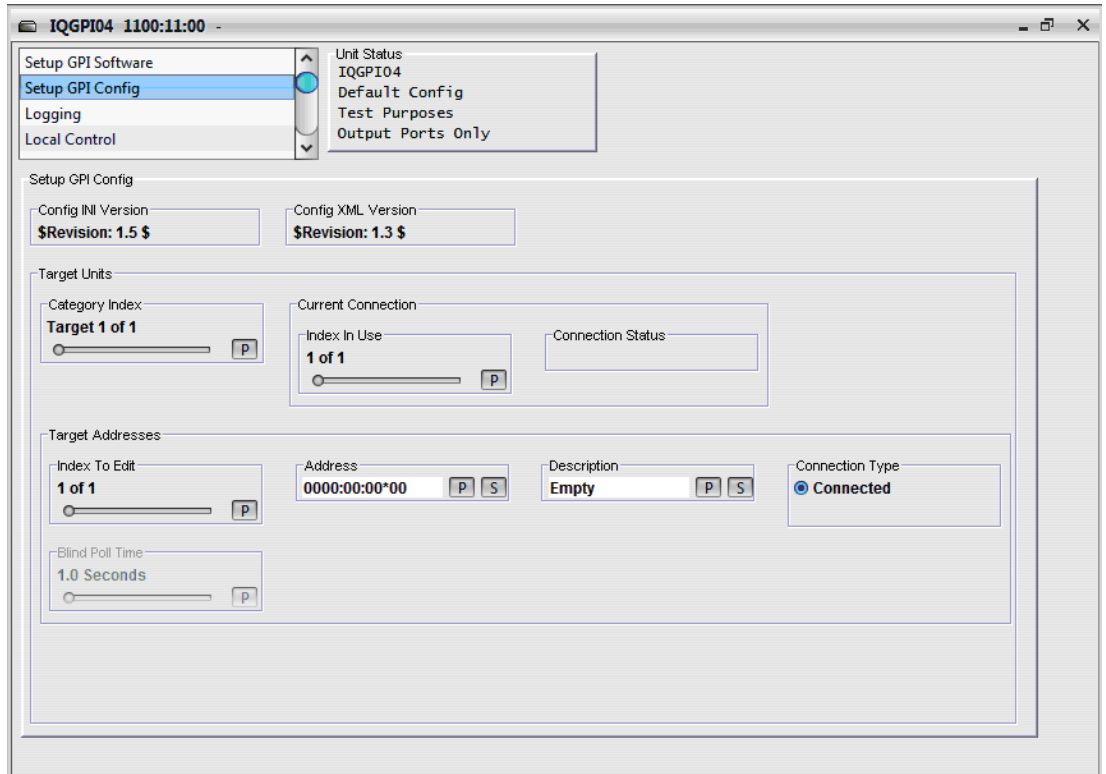 IQGPI04 1100:11:00 -
Setup GPI Software
Setup GPI Config
Logging
Local Control
Unit Status
IQGPI04
Default Config
Test Purposes
Output Ports Only
Setup GPI Config
Config INI Version
$Revision: 1.5 $
Config XML Version
$Revision: 1.3 $
Target Units
Category Index
Target 1 of 1
P
Current Connection
Index In Use
1 of 1
P
Connection Status
Target Addresses
Index To Edit
1 of 1
P
Address
0000:00:00*00 P S
Description
Empty P S
Connection Type
Connected
Blind Poll Time
1.0 Seconds
P